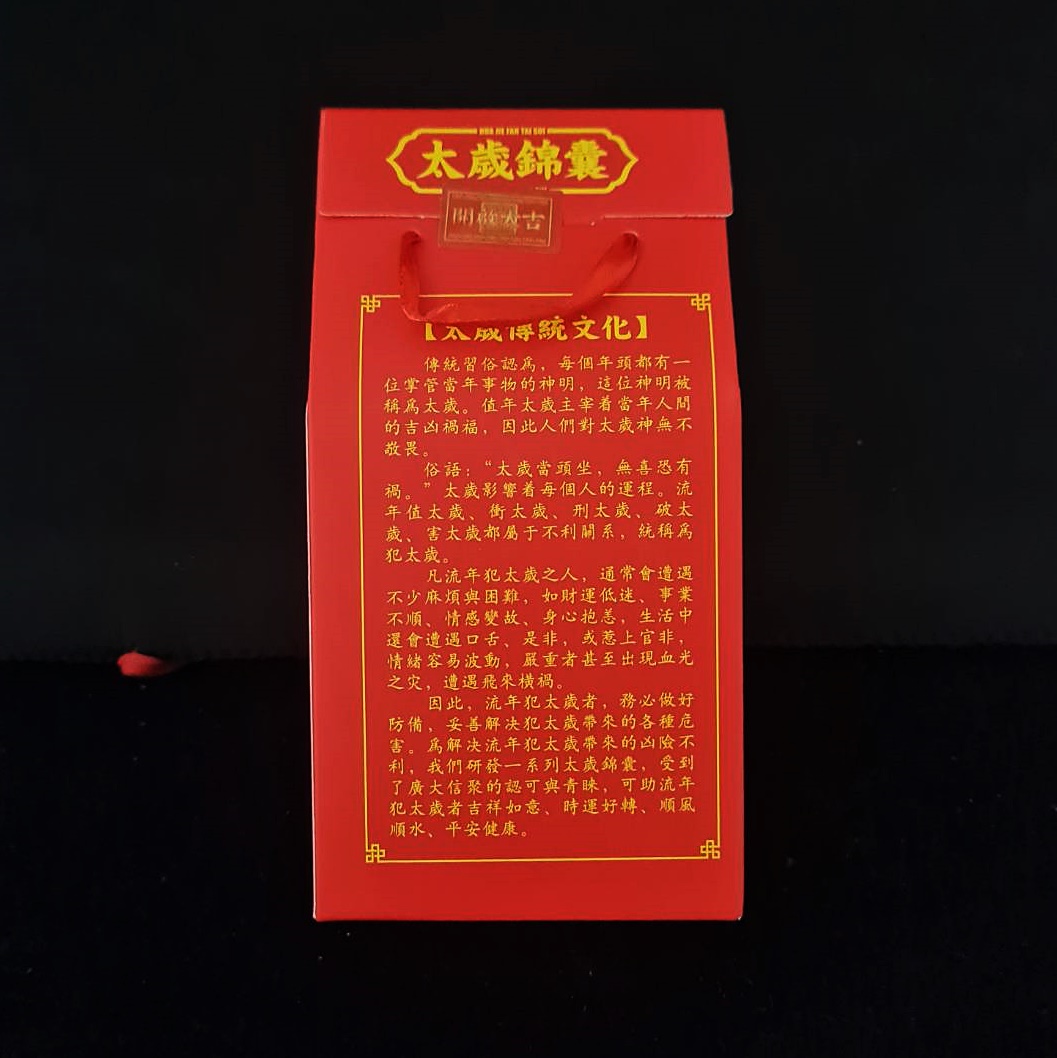 HUA JIE FAN TAI SUI
太歲錦囊
開啟大吉
【太歲傳統文化】
傳統習俗認爲，每個年頭都有一
位掌管當年事物的神明，這位神明被
稱爲太歲。值年太歲主宰着當年人間
的吉凶禍福，因此人們對太歲神無不
敬畏。
俗語：“太歲當頭坐，無喜恐有
禍。”太歲影響着每個人的運程。流
年值太歲、衝太歲、刑太歲、破太
歲、害太歲都屬于不利關系，統稱爲
犯太歲。
凡流年犯太歲之人，通常會遭遇
不少麻煩與困難，如財運低迷、事業
不順、情感變故、身心抱恙，生活中
還會遭遇口舌、是非，或惹上官非，
情緒容易波動，嚴重者甚至出現血光
之灾，遭遇飛來橫禍。
因此，流年犯太歲者，務必做好
防備，妥善解决犯太歲帶來的各種危
害。爲解决流年犯太歲帶來的凶險不
利，我們研發一系列太歲錦囊，受到
了廣大信聚的認可與青睞，可助流年
犯太歲者吉祥如意、時運好轉、順風
順水、平安健康。